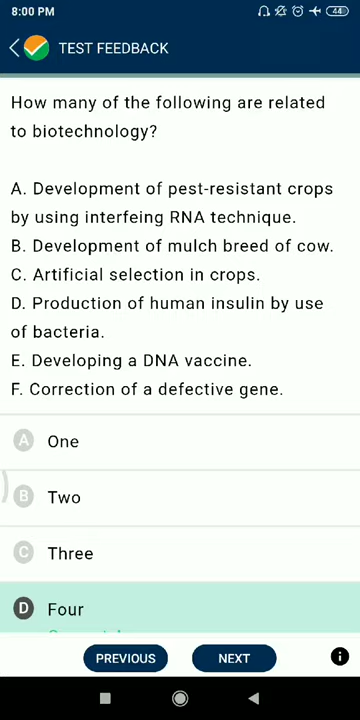 8:00 PM
44
TEST FEEDBACK
How many of the following are related
to biotechnology?
A. Development of pest-resistant crops
by using interfeing RNA technique.
B. Development of mulch breed of cow.
C. Artificial selection in crops.
D. Production of human insulin by use
of bacteria.
E. Developing a DNA vaccine.
F. Correction of a defective gene.
A One
B Two
C Three
D Four
PREVIOUS
NEXT